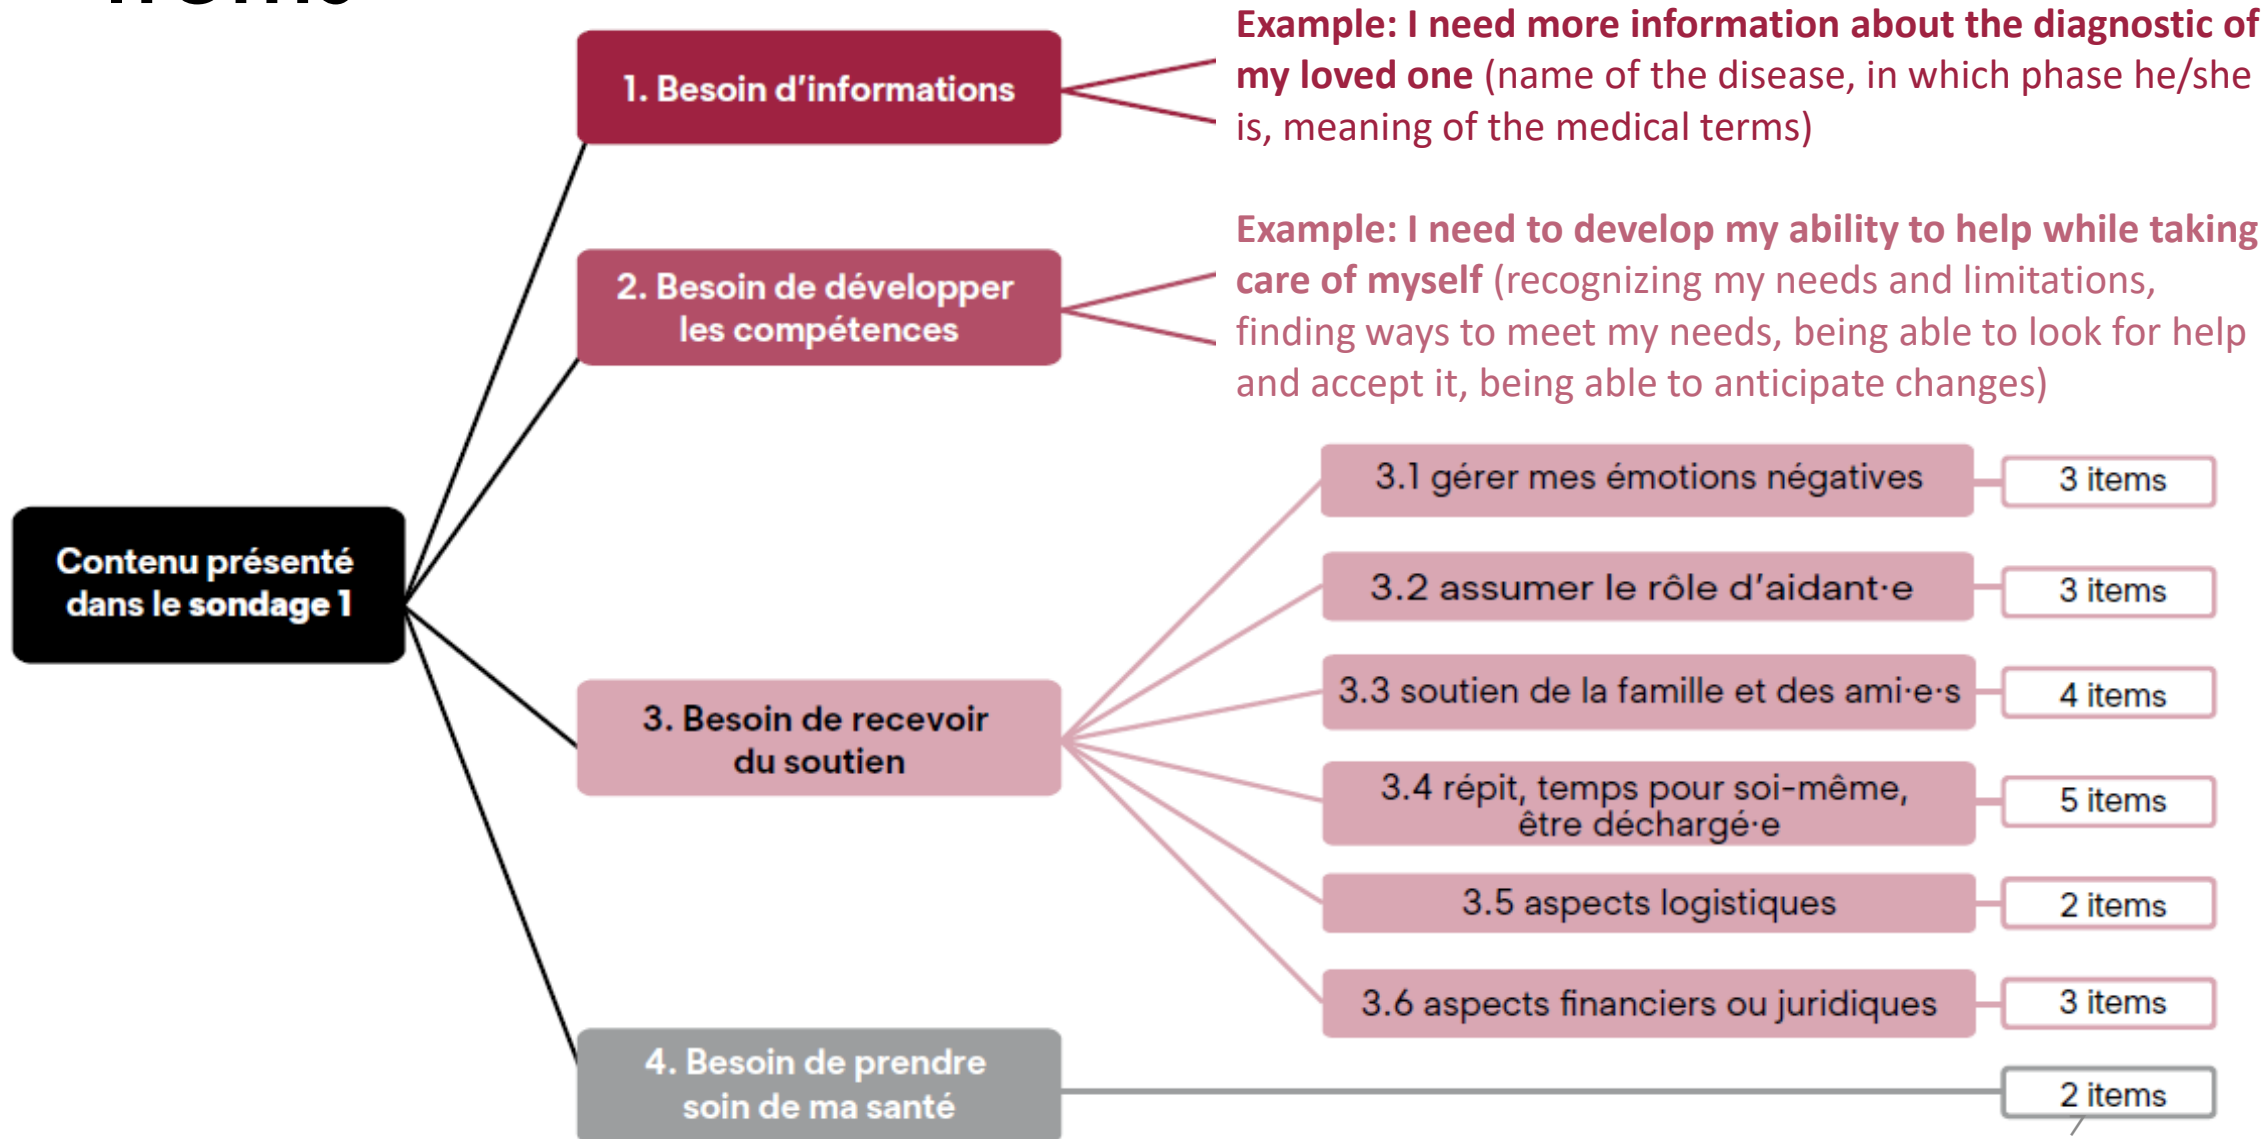 Example: I need more information about the diagnostic of
my loved one (name of the disease, in which phase he/she
is, meaning of the medical terms)
1. Besoin d'informations
Example: I need to develop my ability to help while taking
care of myself (recognizing my needs and limitations,
finding ways to meet my needs, being able to look for help
and accept it, being able to anticipate changes)
2. Besoin de développer
les compétences
Contenu présenté
dans le sondage 1
3. Besoin de recevoir
du soutien
3.1 gérer mes émotions négatives
3 items
3.2 assumer le rôle d'aidant·e
3 items
3.3 soutien de la famille et des ami·e·s
4 items
3.4 répit, temps pour soi-même,
être déchargé·e
5 items
3.5 aspects logistiques
2 items
3.6 aspects financiers ou juridiques
3 items
4. Besoin de prendre
soin de ma santé
2 items